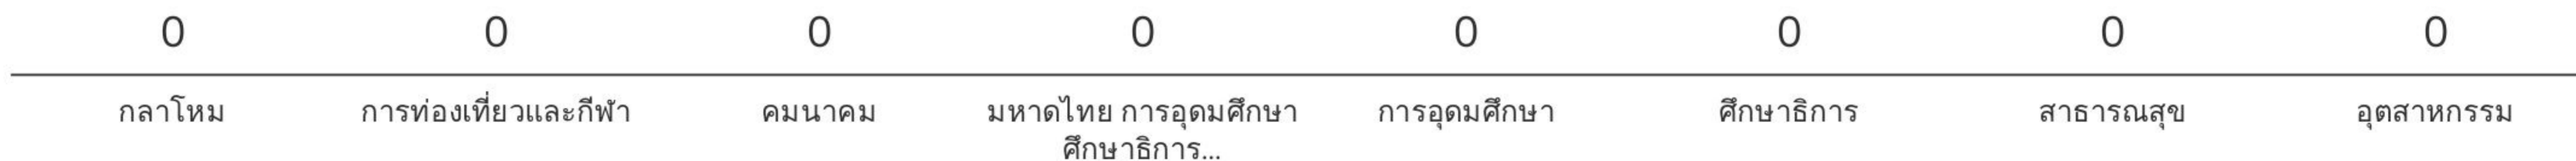 0 0 0 0 0 0 0 0
กลาโหม การท่องเที่ยวและกีฬา คมนาคม มหาดไทย การอุดมศึกษา การอุดมศึกษา ศึกษาธิการ สาธารณสุข อุตสาหกรรม
ศึกษาธิการ...